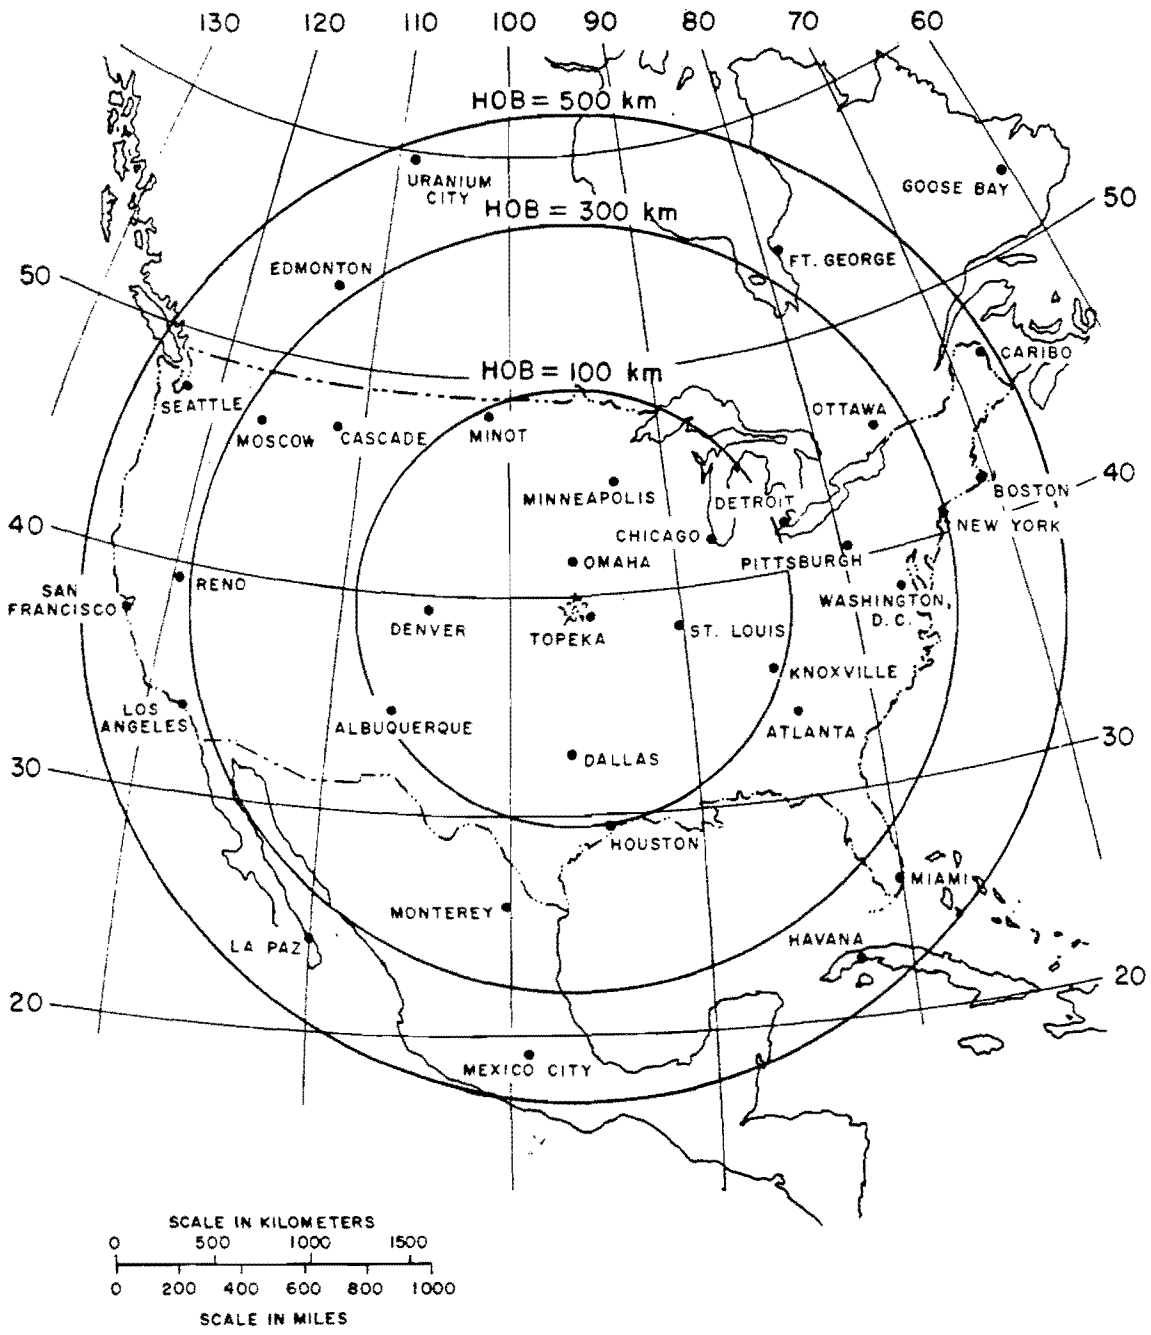 130 120 110 100 90 80 70 60
HOB = 500 km
URANIUM
CITY
GOOSE BAY
50
HOB = 300 km
FT. GEORGE
EDMONTON
50
CARIBO
HOB = 100 km
SEATTLE
OTTAWA
MOSCOW
CASCADE
MINOT
40
BOSTON
MINNEAPOLIS
DETROIT
NEW YORK
40
CHICAGO
PITTSBURGH
OMAHA
RENO
SAN
FRANCISCO
WASHINGTON,
D.C.
DENVER
TOPEKA
ST. LOUIS
KNOXVILLE
LOS
ANGELES
ALBUQUERQUE
ATLANTA
30
DALLAS
30
HOUSTON
MIAMI
MONTEREY
LA PAZ
HAVANA
20
20
MEXICO CITY
SCALE IN KILOMETERS
0 500 1000 1500
0 200 400 600 800 1000
SCALE IN MILES